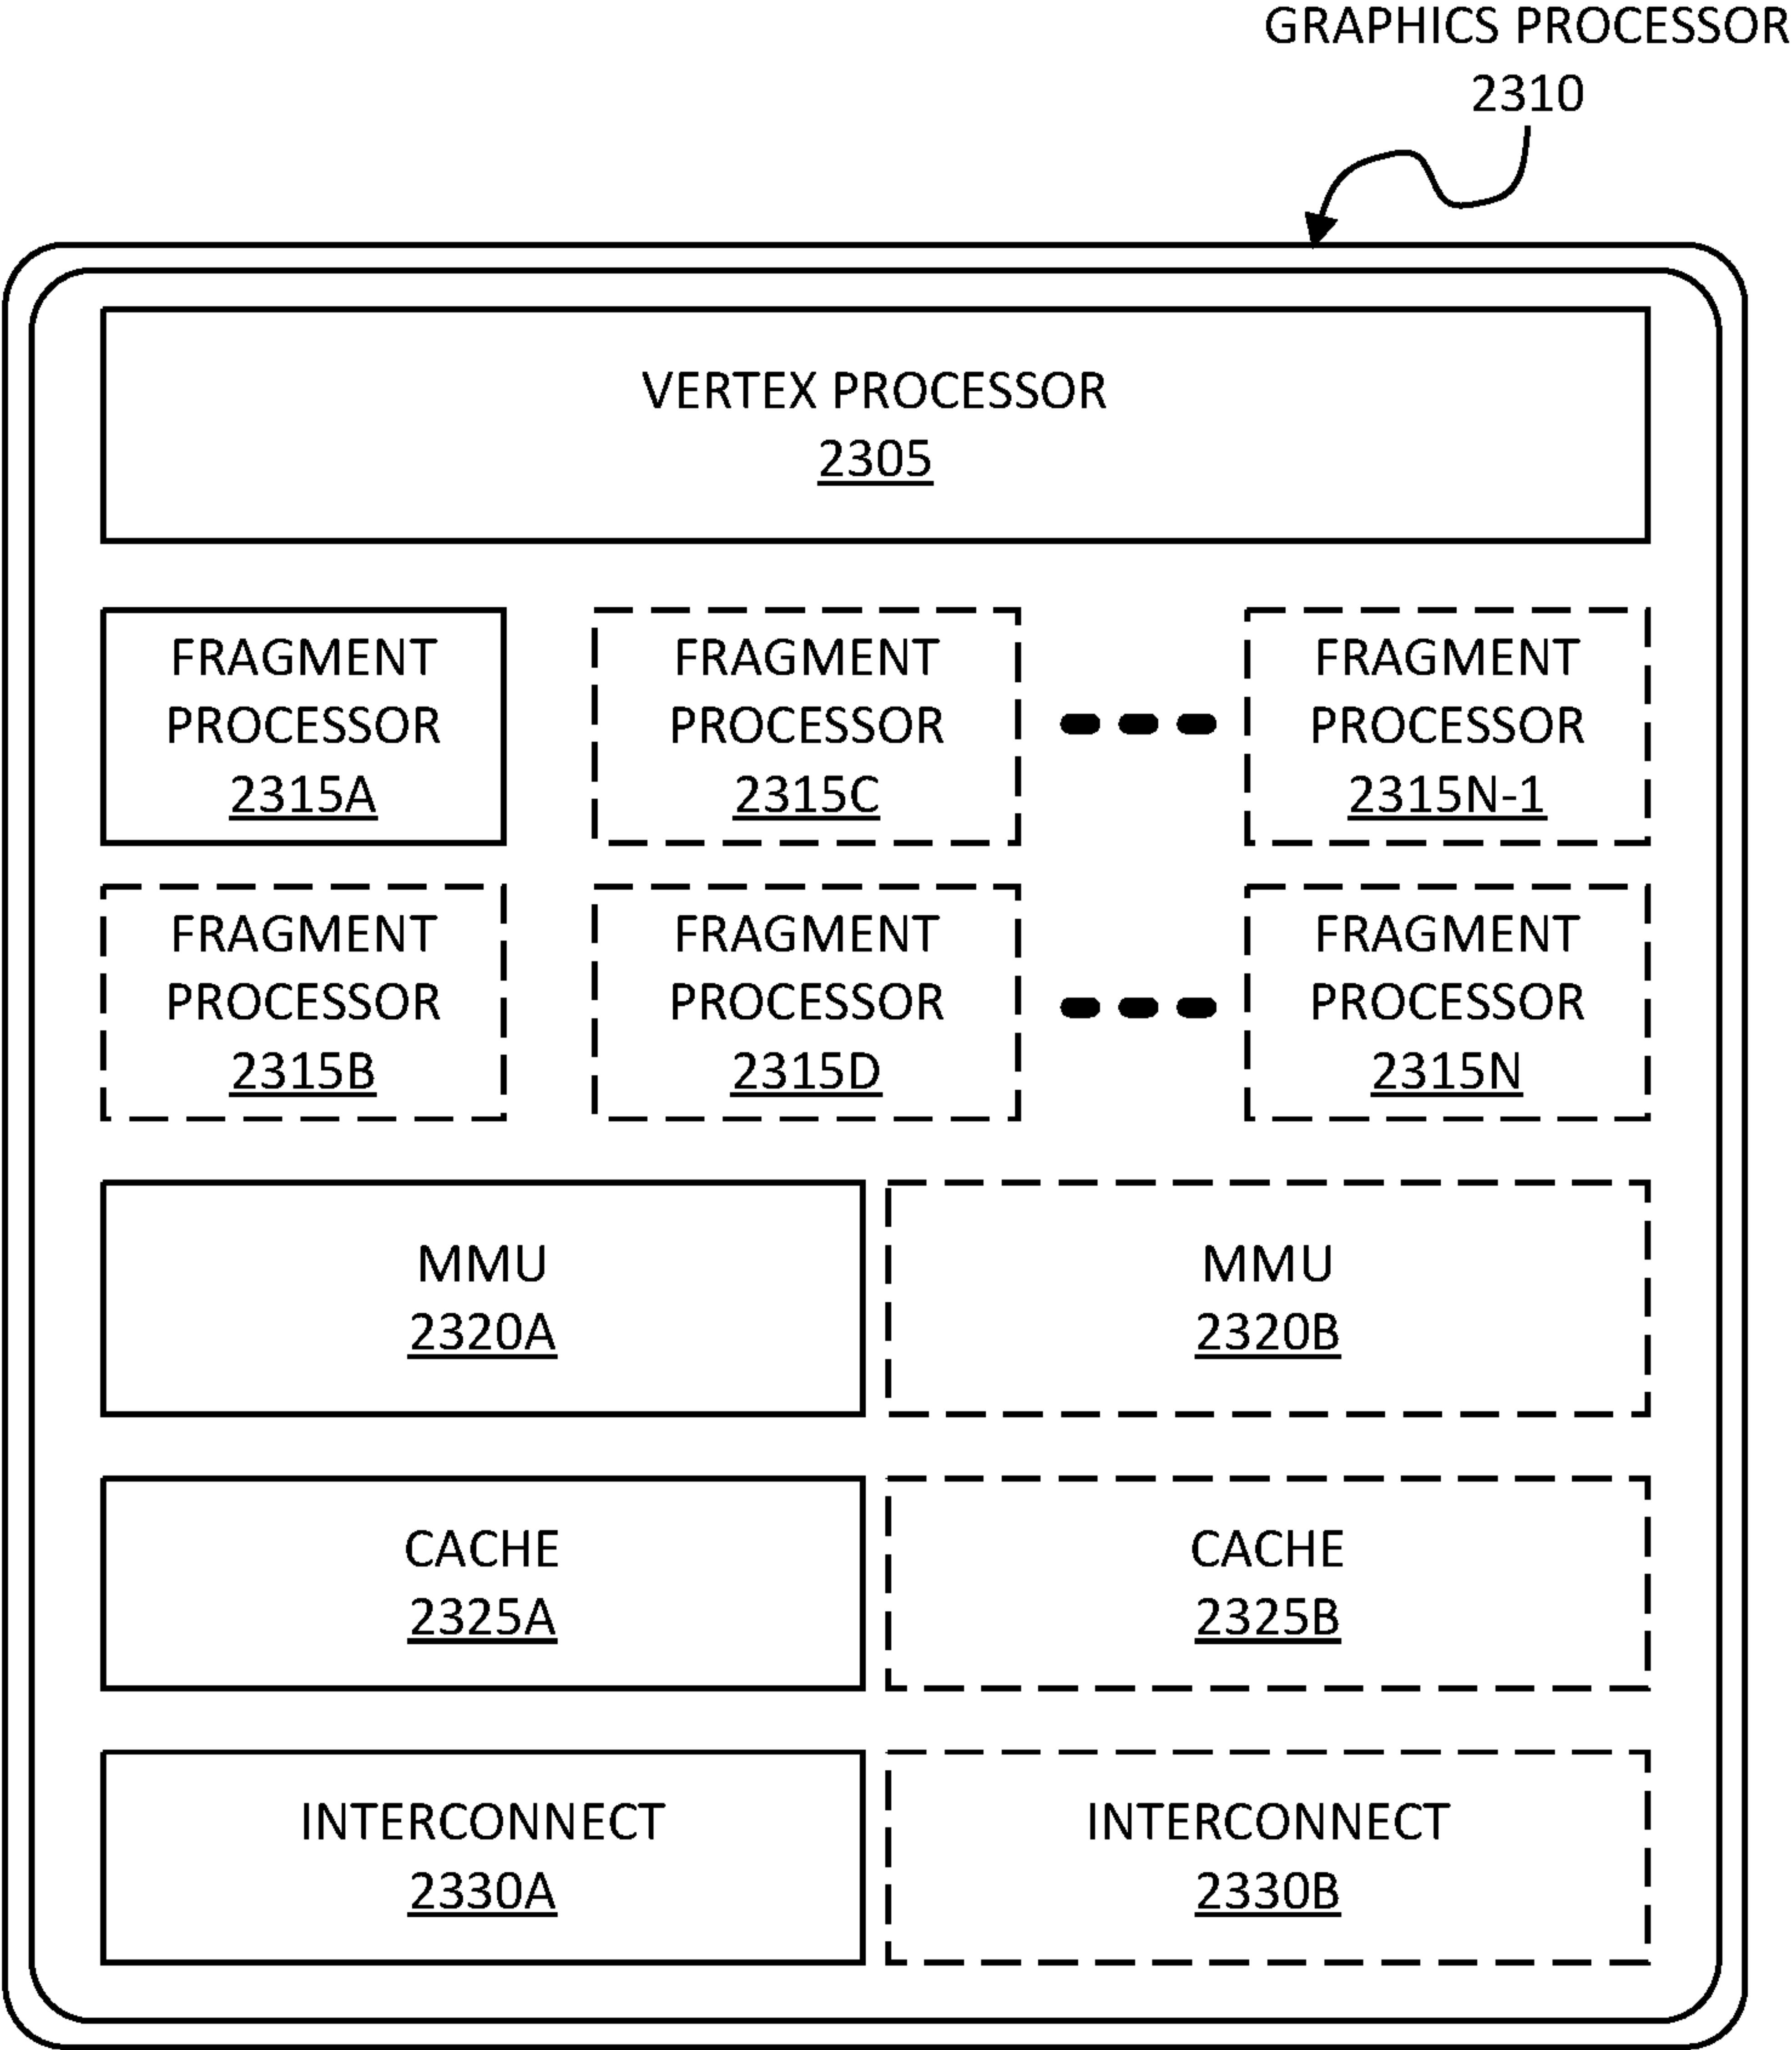 GRAPHICS PROCESSOR
2310
VERTEX PROCESSOR
2305
FRAGMENT
PROCESSOR
2315A
FRAGMENT
PROCESSOR
2315C
FRAGMENT
PROCESSOR
2315N-1
FRAGMENT
PROCESSOR
2315B
FRAGMENT
PROCESSOR
2315D
FRAGMENT
PROCESSOR
2315N
MMU
2320A
MMU
2320B
CACHE
2325A
CACHE
2325B
INTERCONNECT
2330A
INTERCONNECT
2330B